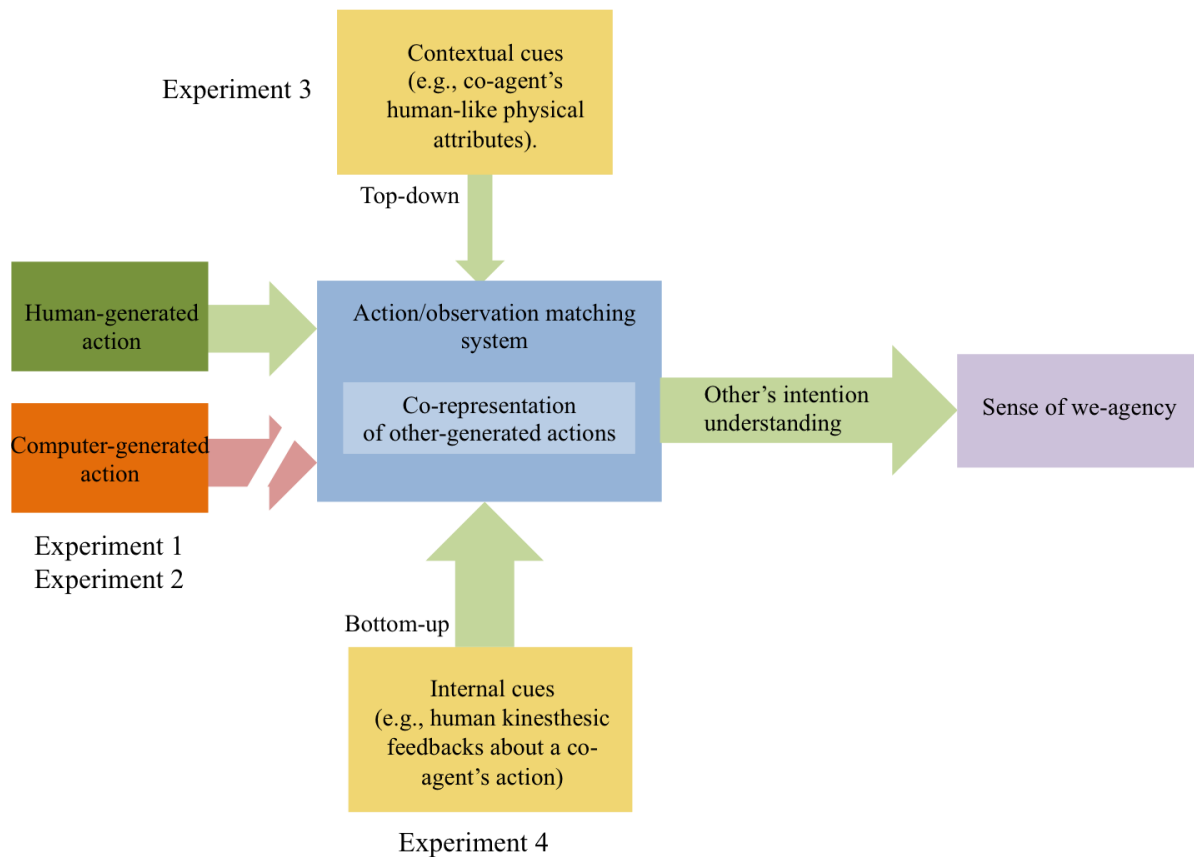 Contextual cues
(e.g., co-agent's
human-like physical
attributes).
Experiment 3
Top-down
Human-generated
action
Action/observation matching
system
Co-representation
of other-generated actions
Other's intention
understanding
Sense of we-agency
Computer-generated
action
Experiment 1
Experiment 2
Bottom-up
Internal cues
(e.g., human kinesthesic
feedbacks about a co-
agent's action)
Experiment 4